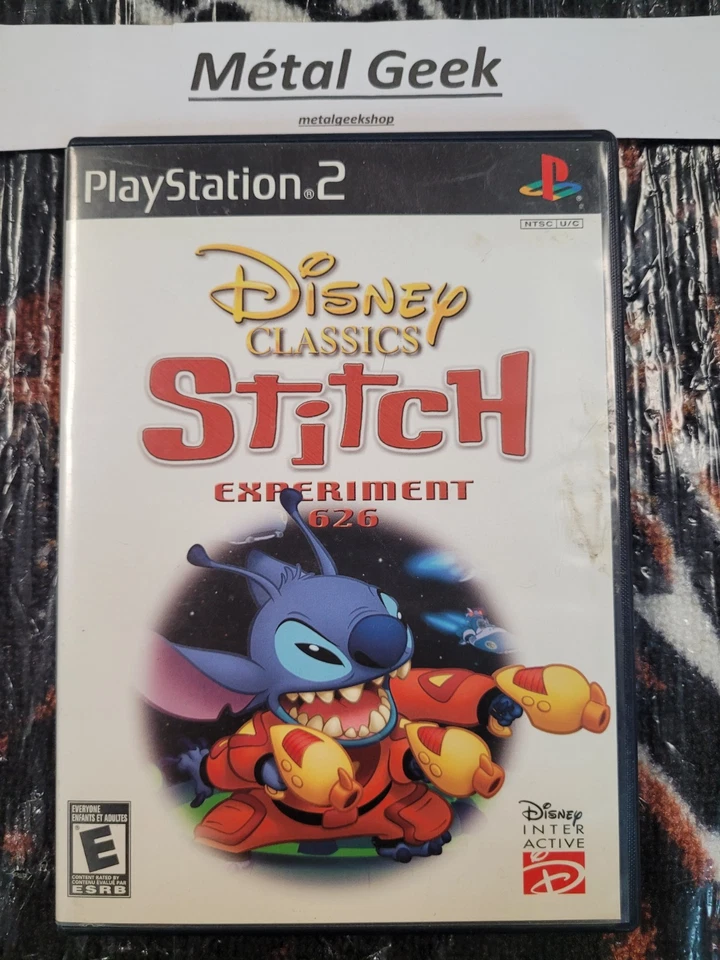 Métal Geek
metalgeekshop
PlayStation®2
NTSC U/C
Disney
CLASSICS
Stitch
EXPERIMENT
626
EVERYONE
ENFANTS ET ADULTES
E
CONTENT RATED BY
CONTENU ÉVALUÉ PAR
ESRB
Disney
INTER
ACTIVE
D